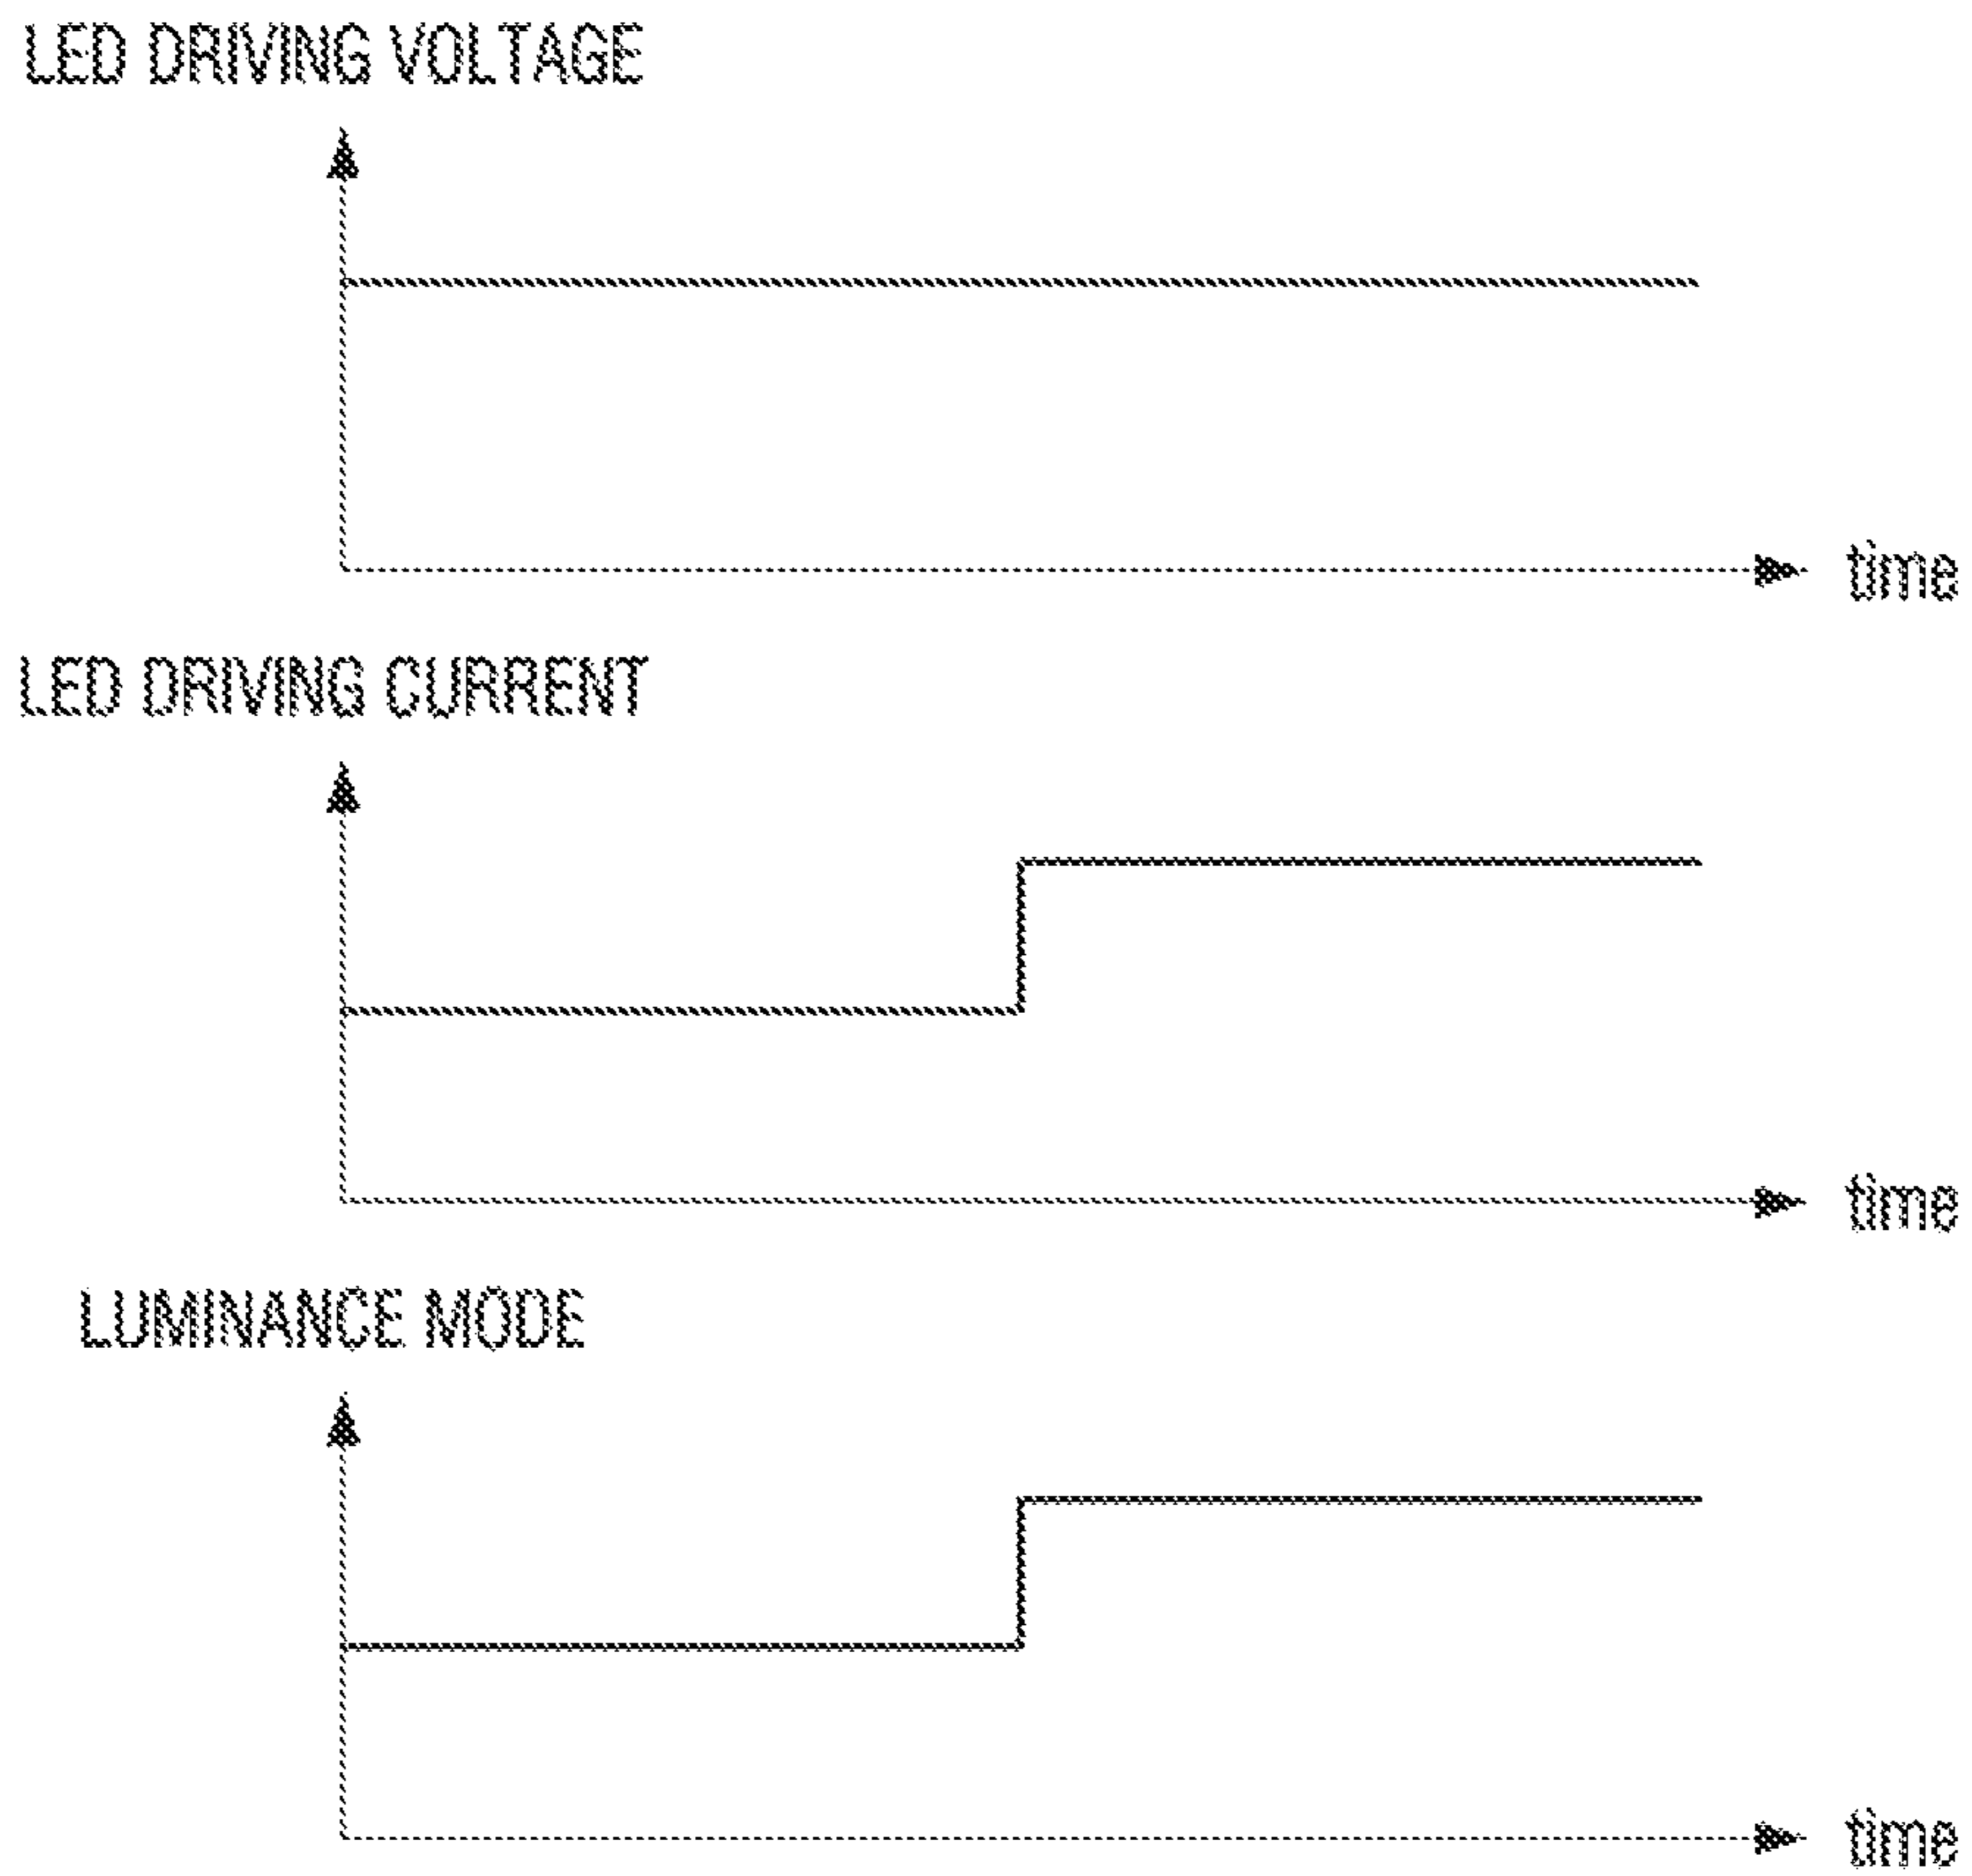 LED DRIVING VOLTAGE
time
LED DRIVING CURRENT
time
LUMINANCE MODE
time